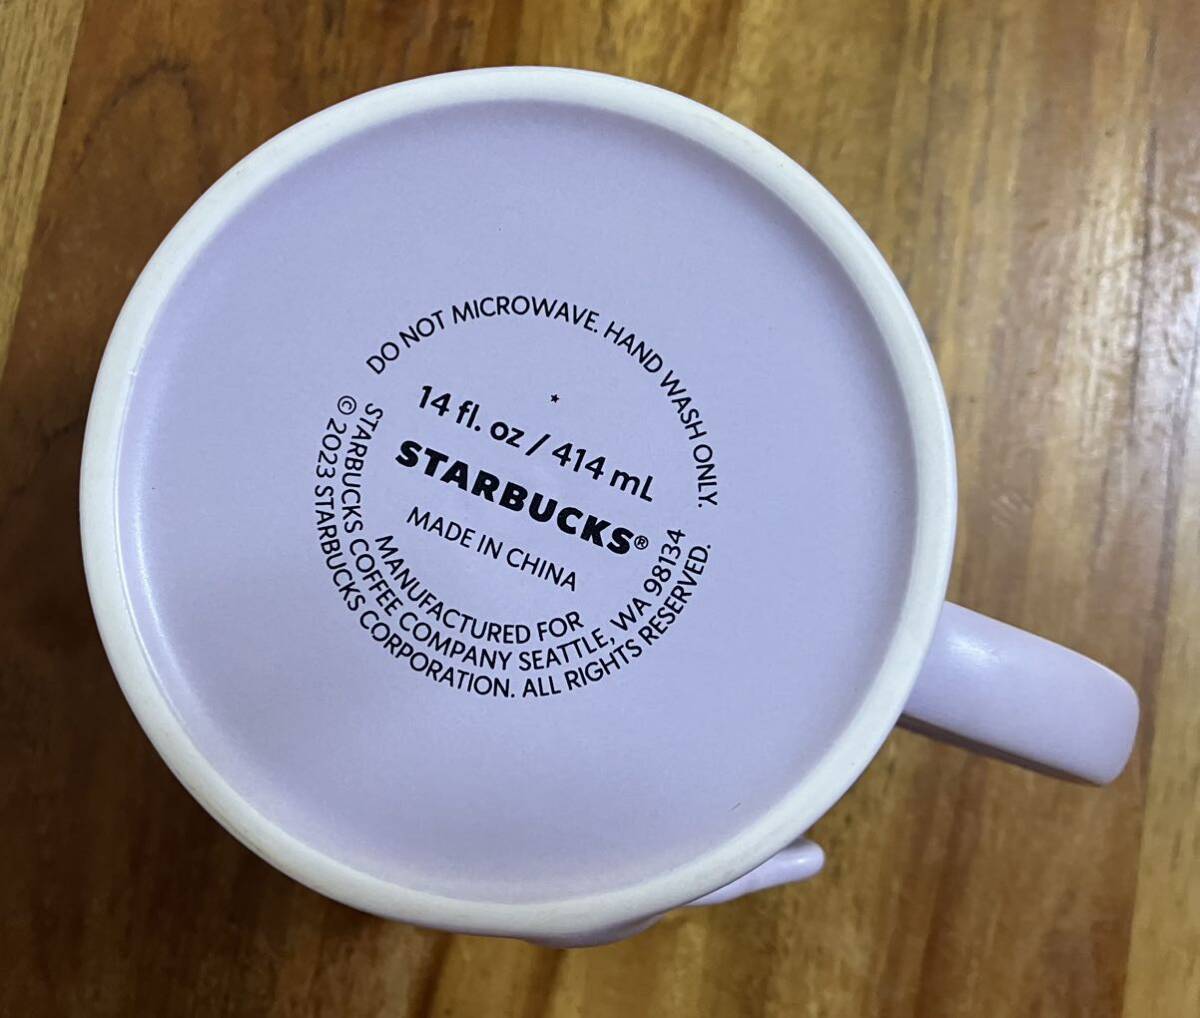 DO NOT MICROWAVE. HAND WASH ONLY.
14 fl. oz / 414 mL
STARBUCKS®
MADE IN CHINA
MANUFACTURED FOR
STARBUCKS COFFEE COMPANY SEATTLE, WA 98134
© 2023 STARBUCKS CORPORATION. ALL RIGHTS RESERVED.